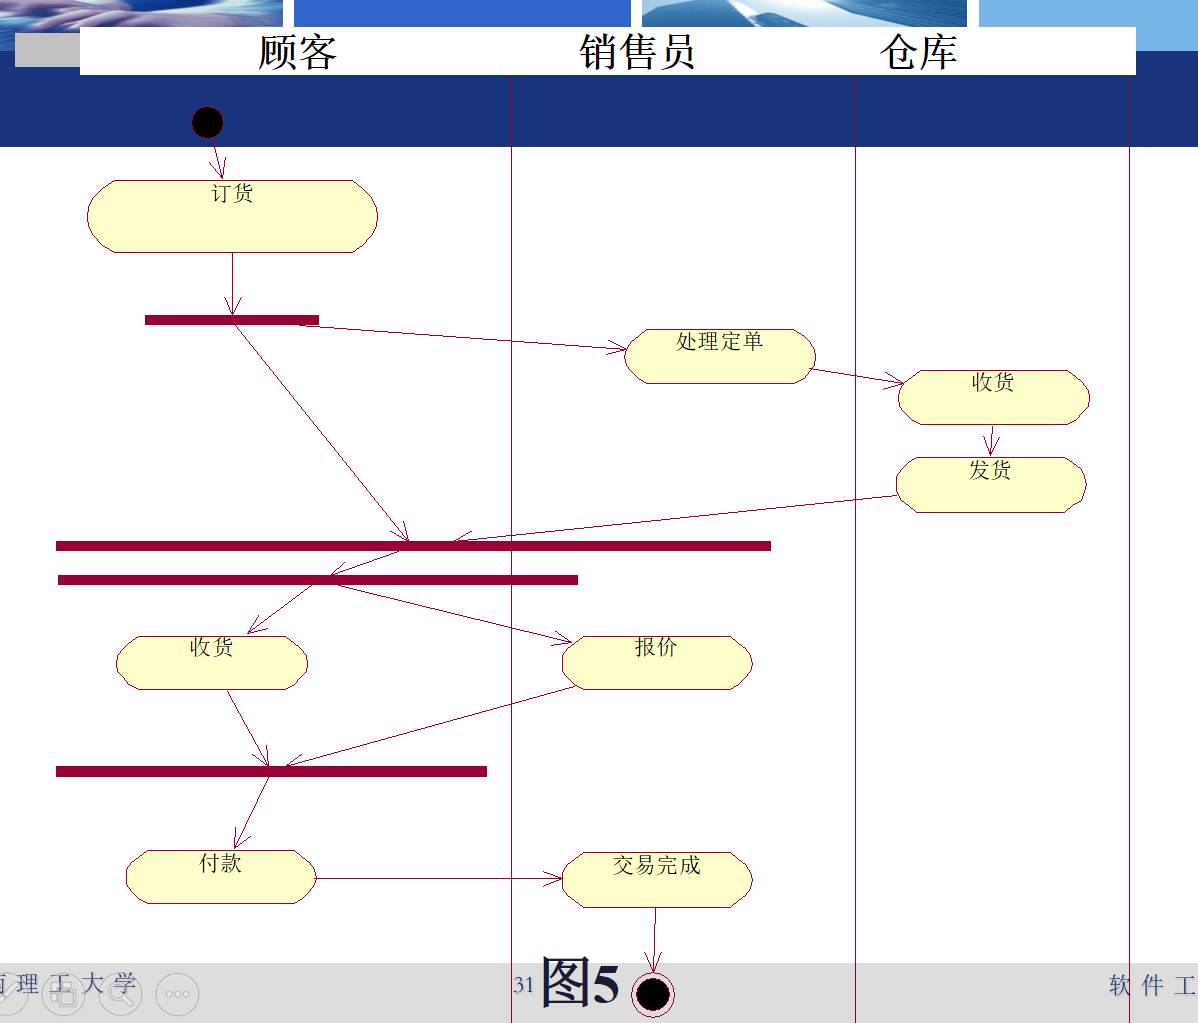 顾客 销售员 仓库
订货
处理定单
收货
发货
收货 报价
付款 交易完成
理工大学 31 图5 软件工